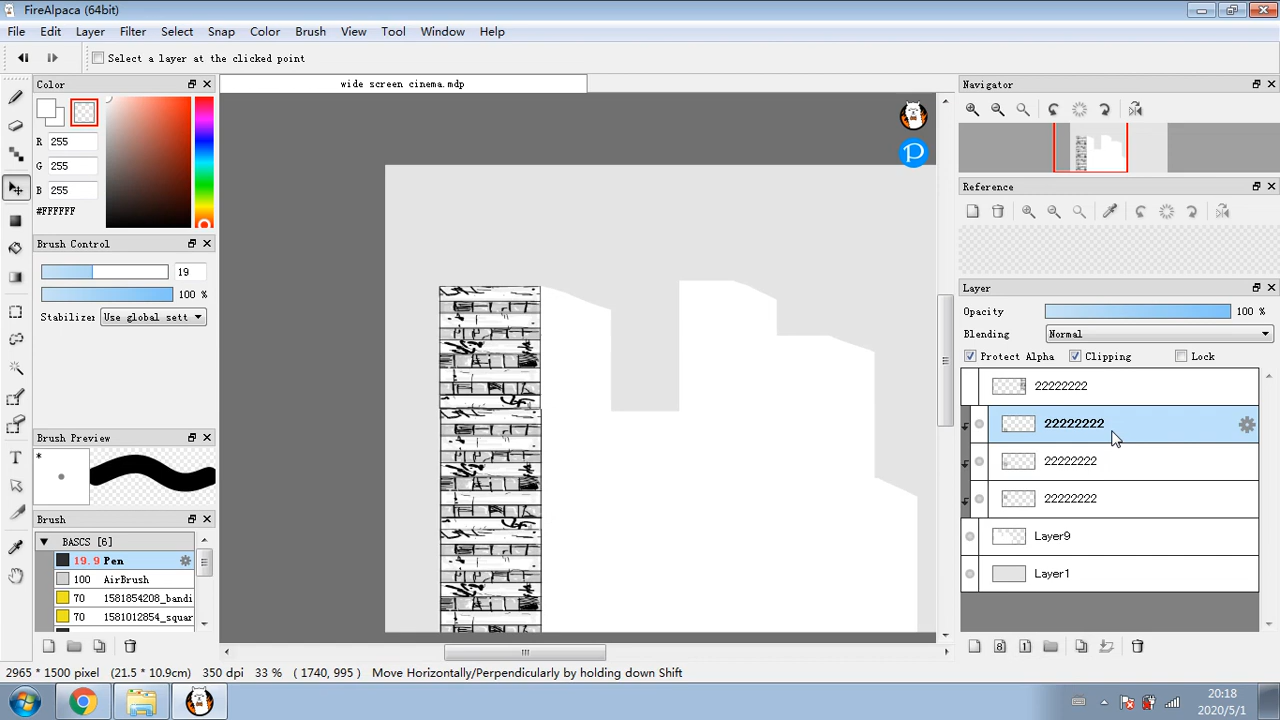 FireAlpaca (64bit)
File Edit Layer Filter Select Snap Color Brush View Tool Window Help
Select a layer at the clicked point
Color
wide screen cinema.mdp
Navigator
R 255
G 255
B 255
#FFFFFF
P
Reference
Brush Control
19
100 %
Stabilizer Use global sett
Layer
Opacity 100 %
Blending Normal
Protect Alpha Clipping Lock
22222222
22222222
22222222
22222222
Layer9
Layer1
Brush Preview
*
Brush
BASCS [6]
19.9 Pen
100 AirBrush
70 1581854208_bandi
70 1581012854_squar
2965 * 1500 pixel (21.5 * 10.9cm) 350 dpi 33 % ( 1740, 995 ) Move Horizontally/Perpendicularly by holding down Shift
20:18
2020/5/1